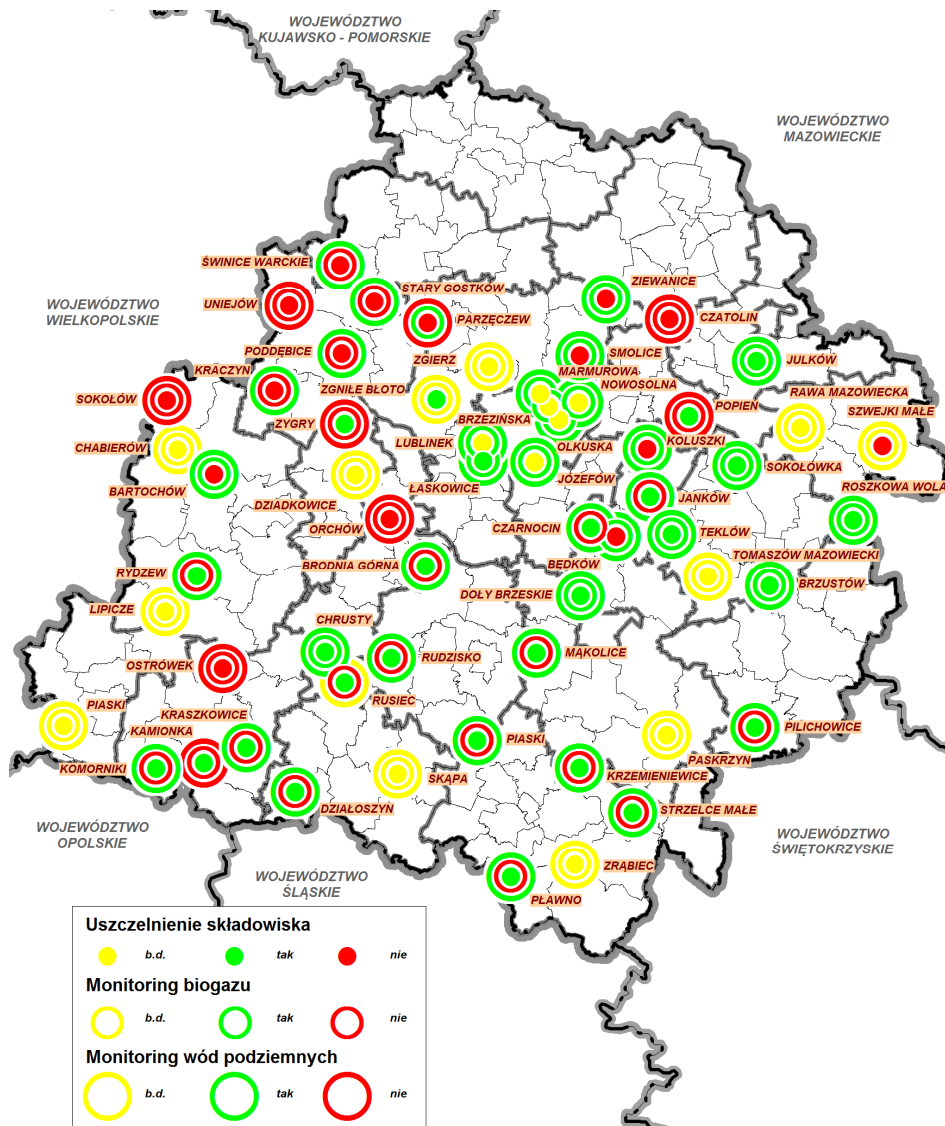 WOJEWÓDZTWO
KUJAWSKO - POMORSKIE
WOJEWÓDZTWO
MAZOWIECKIE
ŚWINICE WARCKIE
ZIEWANICE
STARY GOSTKÓW
UNIEJÓW
WOJEWÓDZTWO
WIELKOPOLSKIE
PARZĘCZEW
CZATOLIN
PODDĘBICE
ZGIERZ
SMOLICE
JULKÓW
KRACZYN
MARMUROWA
ZGNIŁE BŁOTO
NOWOSOLNA
RAWA MAZOWIECKA
SOKOŁÓW
POPIEŃ
SZWEJKI MAŁE
ZYGRY
BRZEZIŃSKA
CHABIERÓW
LUBLINEK
OLKUSKA
KOLUSZKI
SOKOŁÓWKA
BARTOCHÓW
ŁASKOWICE
JÓZEFÓW
ROSZKOWA WOLA
DZIADKOWICE
JANKÓW
ORCHÓW
CZARNOCIN
TEKLÓW
TOMASZÓW MAZOWIECKI
BRODNIA GÓRNA
BĘDKÓW
RYDZEW
BRZUSTÓW
DOŁY BRZESKIE
LIPICZE
CHRUSTY
OSTRÓWEK
RUDZISKO
MĄKOLICE
RUSIEC
PIASKI
KRASZKOWICE
KAMIONKA
PILICHOWICE
PIASKI
PASKRZYN
KOMORNIKI
SKĄPA
KRZEMIENIEWICE
DZIAŁOSZYN
STRZELCE MAŁE
WOJEWÓDZTWO
OPOLSKIE
WOJEWÓDZTWO
ŚWIĘTOKRZYSKIE
ZRĄBIEC
WOJEWÓDZTWO
ŚLĄSKIE
PŁAWNO
Uszczelnienie składowiska
b.d. tak nie
Monitoring biogazu
b.d. tak nie
Monitoring wód podziemnych
b.d. tak nie